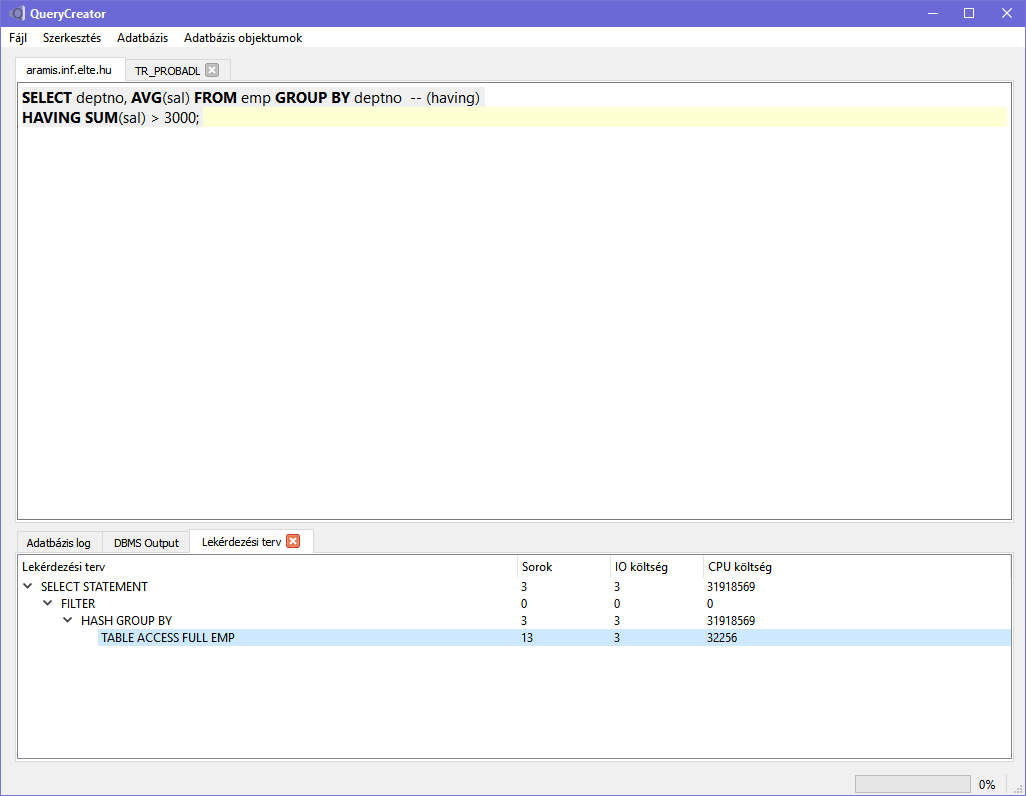 QueryCreator
Fájl Szerkesztés Adatbázis Adatbázis objektumok
aramis.inf.elte.hu TR_PROBADL
SELECT deptno, AVG(sal) FROM emp GROUP BY deptno -- (having)
HAVING SUM(sal) > 3000;
Adatbázis log DBMS Output Lekérdezési terv
Lekérdezési terv Sorok IO költség CPU költség
SELECT STATEMENT 3 3 31918569
FILTER 0 0 0
HASH GROUP BY 3 3 31918569
TABLE ACCESS FULL EMP 13 3 32256
0%